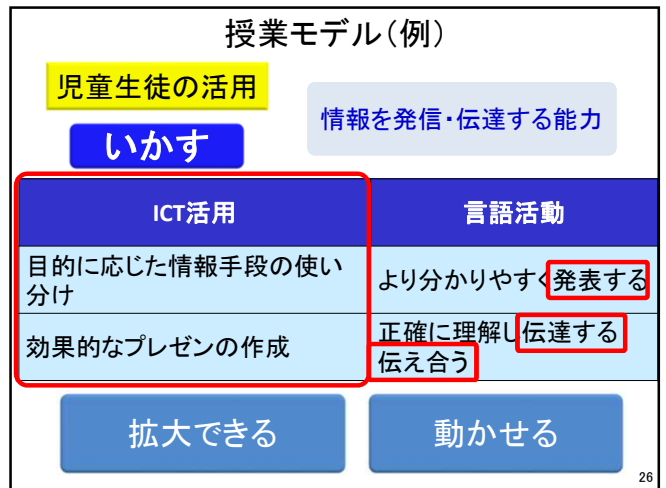 授業モデル(例)
児童生徒の活用
情報を発信・伝達する能力
いかす
ICT活用
言語活動
目的に応じた情報手段の使い
分け
より分かりやすく発表する
効果的なプレゼンの作成
正確に理解し伝達する
伝え合う
拡大できる
動かせる
26